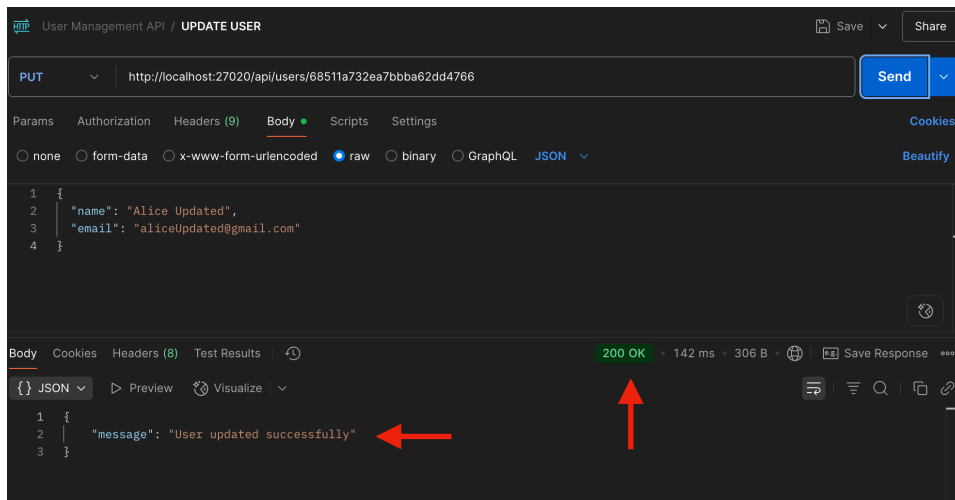 HTTP User Management API / UPDATE USER Save Share
PUT http://localhost:27020/api/users/68511a732ea7bbba62dd4766 Send
Params Authorization Headers (9) Body Scripts Settings Cookies
none form-data x-www-form-urlencoded raw binary GraphQL JSON Beautify
1 {
2 "name": "Alice Updated",
3 "email": "aliceUpdated@gmail.com"
4 }
Body Cookies Headers (8) Test Results 200 OK 142 ms 306 B e.g. Save Response
{} JSON Preview Visualize
1 {
2 "message": "User updated successfully"
3 }